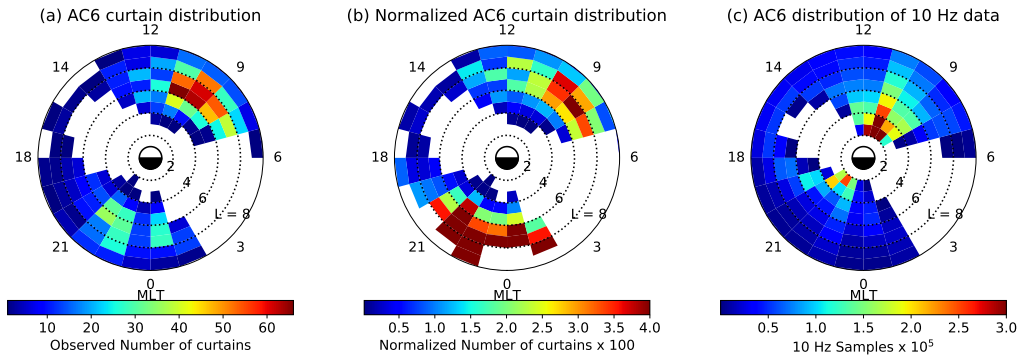 (a) AC6 curtain distribution
12
14
9
18
6
2
4
6
L = 8
21
3
0
MLT
10 20 30 40 50 60
Observed Number of curtains
(b) Normalized AC6 curtain distribution
12
14
9
18
6
2
4
6
L = 8
21
3
0
MLT
0.5 1.0 1.5 2.0 2.5 3.0 3.5 4.0
Normalized Number of curtains x 100
(c) AC6 distribution of 10 Hz data
12
14
9
18
6
2
4
6
L = 8
21
3
0
MLT
0.5 1.0 1.5 2.0 2.5 3.0
10 Hz Samples x 10⁵